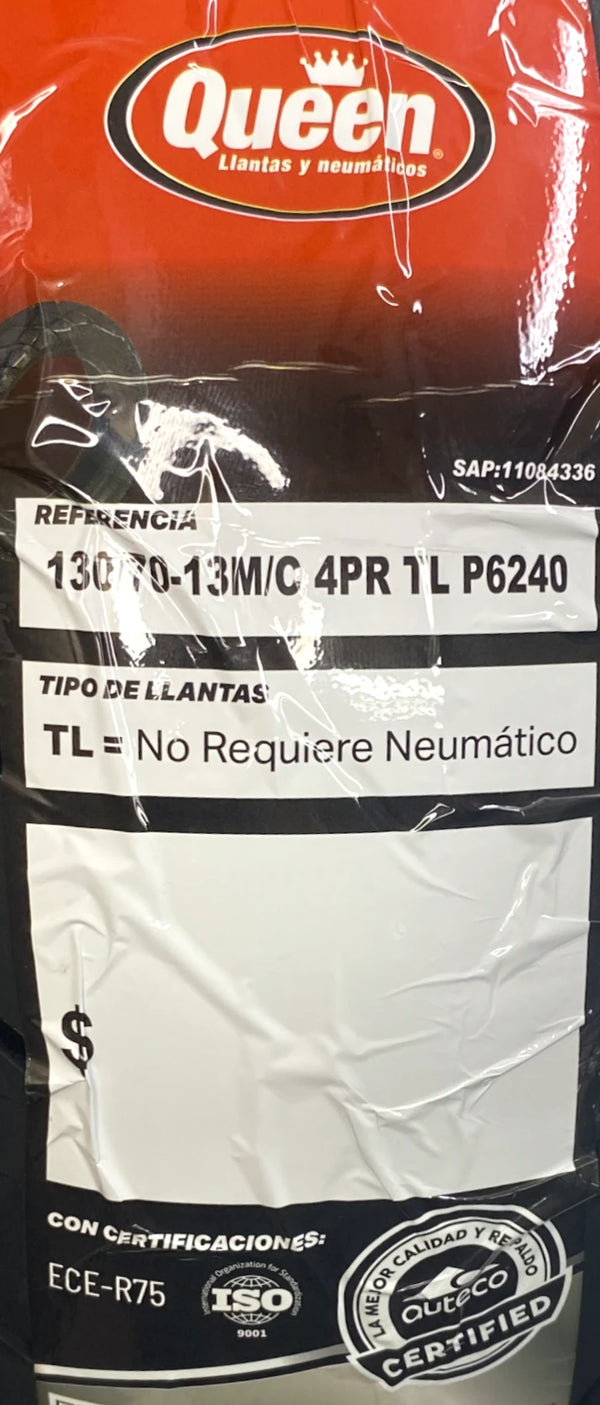 Queen
Llantas y neumáticos
SAP:11084336
REFERENCIA
130/70-13M/C 4PR TL P6240
TIPO DE LLANTAS
TL = No Requiere Neumático
$
CON CERTIFICACIONES:
ECE-R75
International Organization for Standardization
ISO
9001
LA MEJOR CALIDAD Y RESPALDO
auteco
CERTIFIED